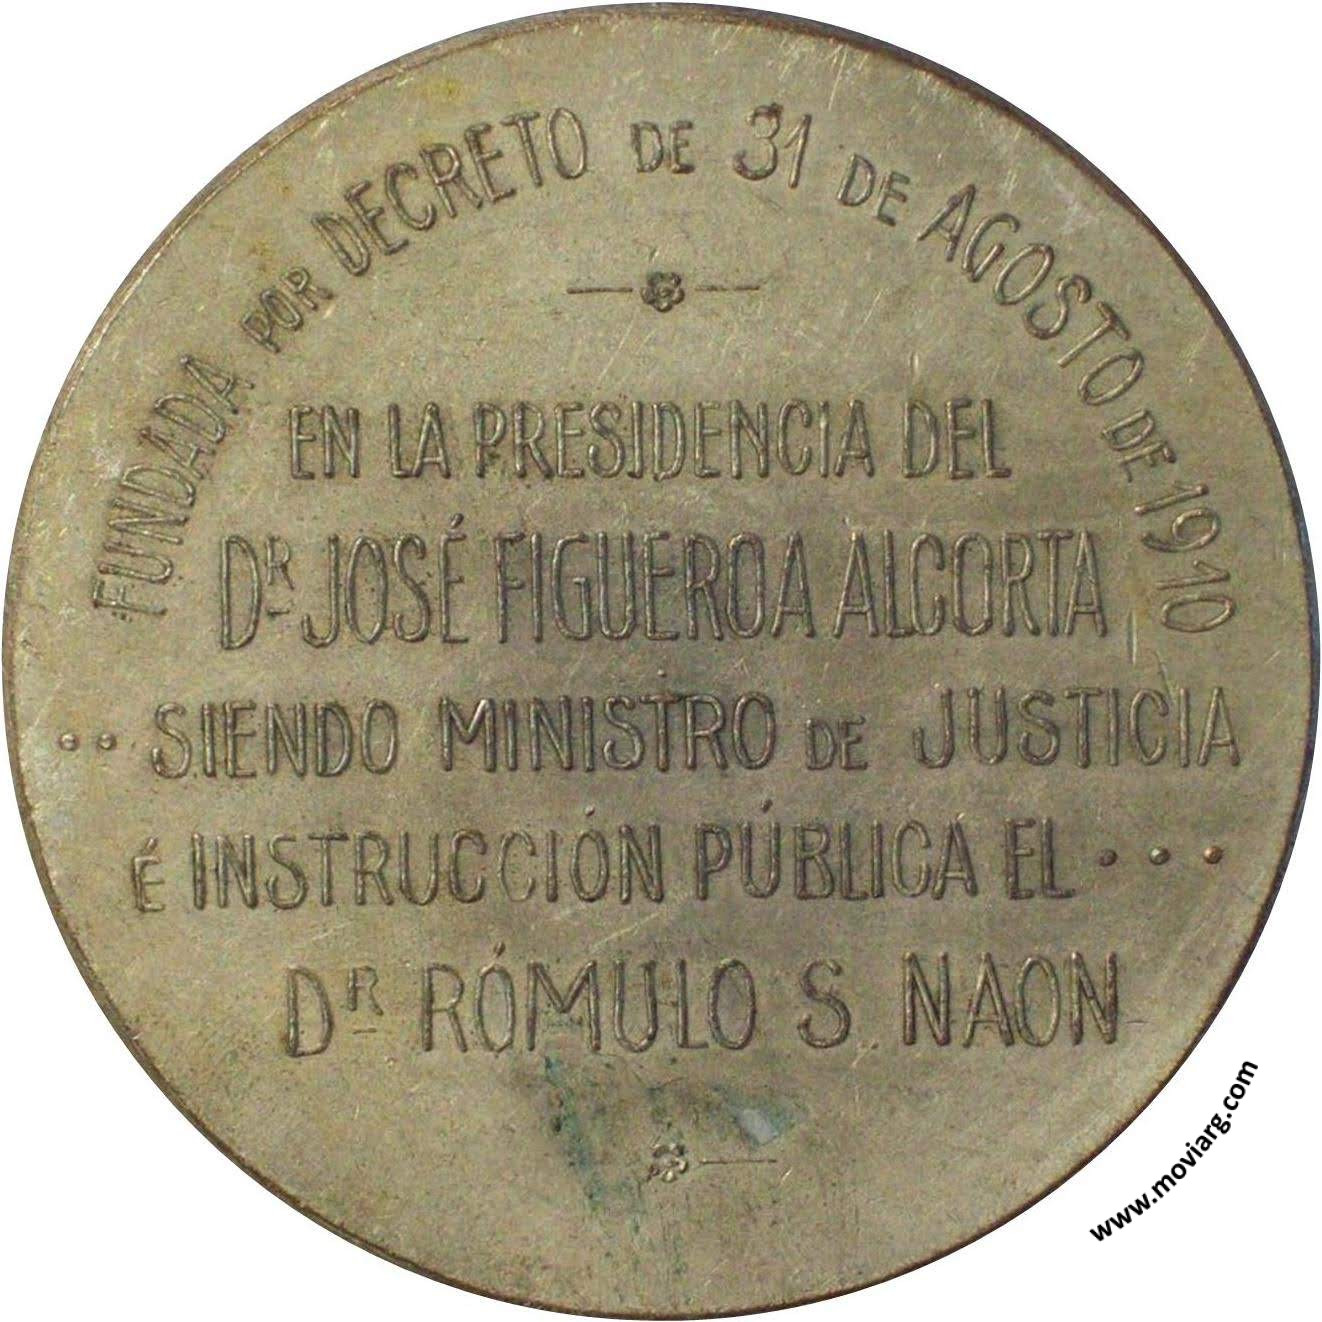 FUNDADA POR DECRETO DE 31 DE AGOSTO DE 1910
EN LA PRESIDENCIA DEL
DR JOSÉ FIGUEROA ALCORTA
·· SIENDO MINISTRO DE JUSTICIA
É INSTRUCCIÓN PÚBLICA EL ···
DR RÓMULO S. NAON
www.moviarg.com